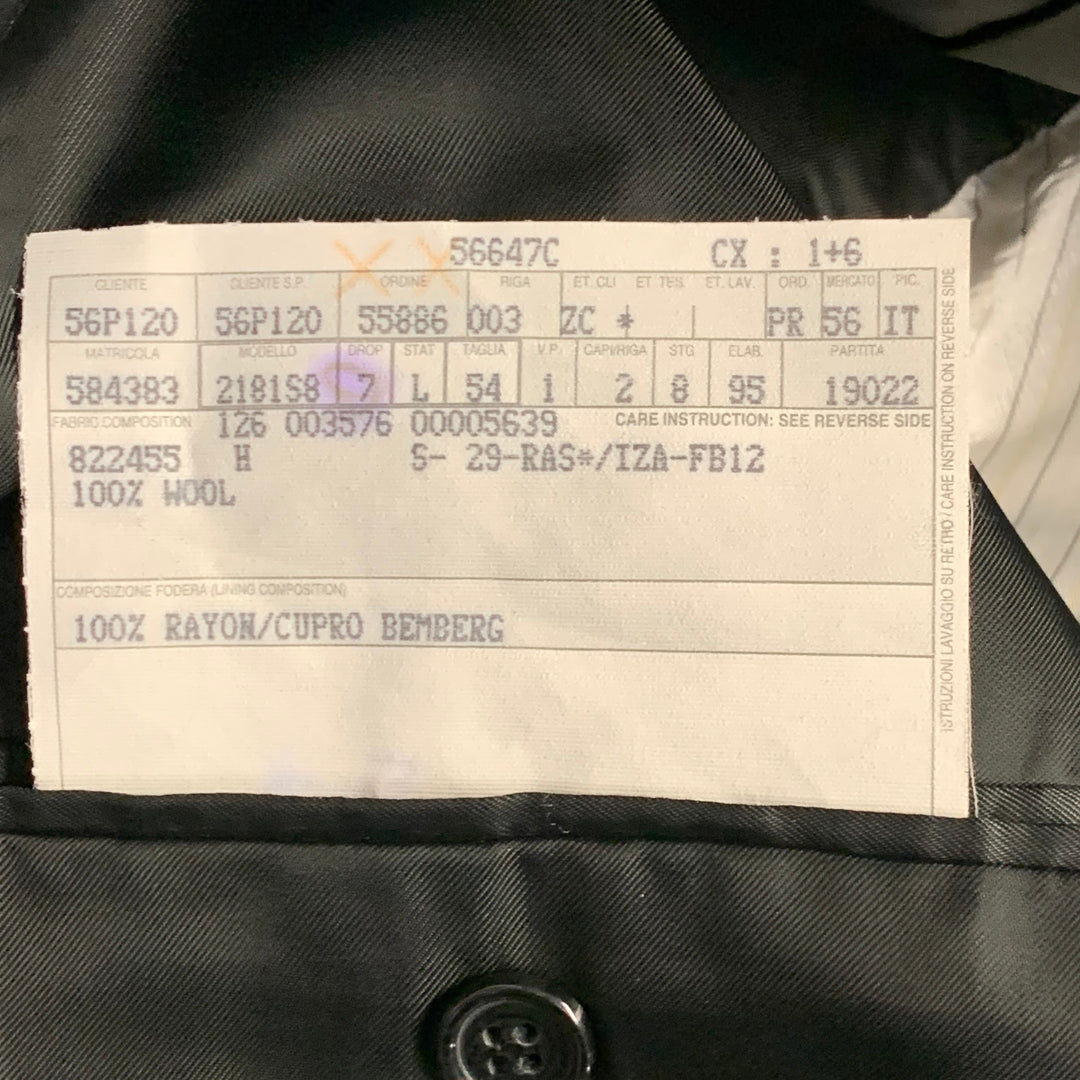 56647C CX : 1+6
CLIENTE CLIENTE S.P. ORDINE RIGA ET. CLI ET TES. ET. LAV. ORD. MERCATO PIC.
56P120 56P120 55886 003 ZC * PR 56 IT
MATRICOLA MODELLO DROP STAT TAGLIA V.P. CAPI/RIGA STG ELAB. PARTITA
584383 2181S8 7 L 54 1 2 8 95 19022
FABRIC COMPOSITION 126 003576 00005639 CARE INSTRUCTION: SEE REVERSE SIDE
822455 H S- 29-RAS*/IZA-FB12
100% WOOL
COMPOSIZIONE FODERA (LINING COMPOSITION)
100% RAYON/CUPRO BEMBERG
ISTRUZIONI LAVAGGIO SU RETRO / CARE INSTRUCTION ON REVERSE SIDE